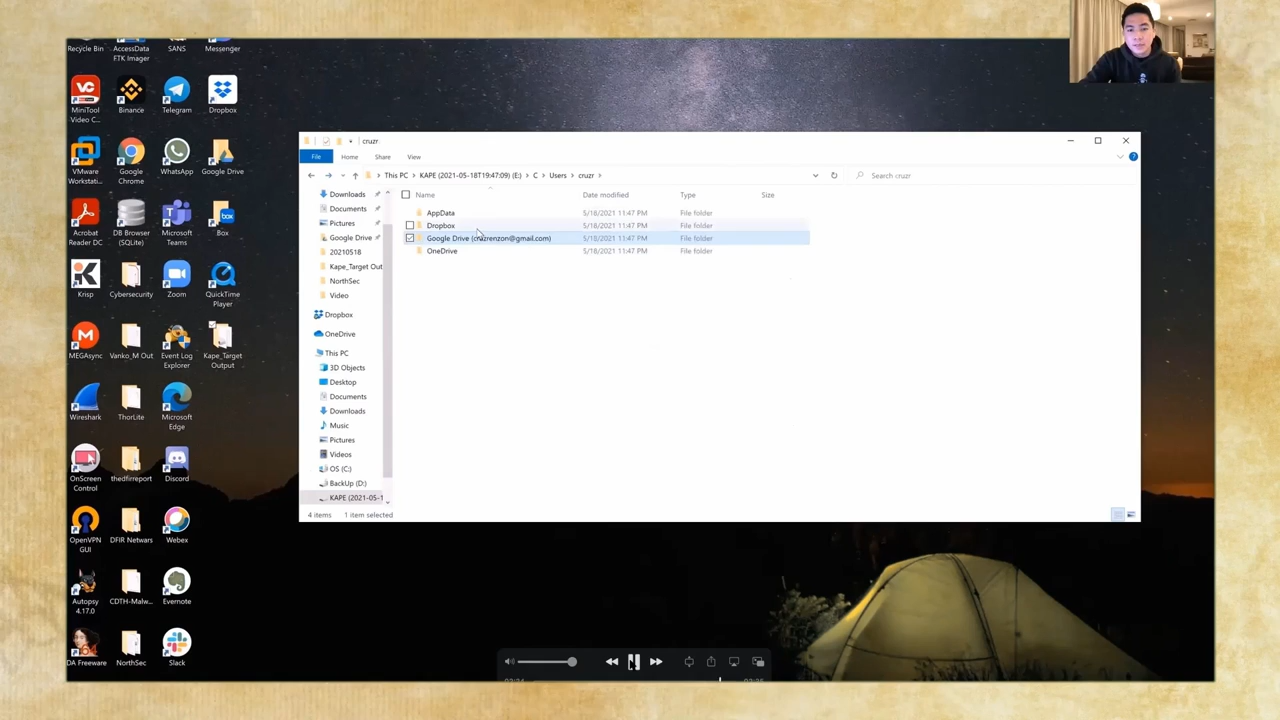 Recycle Bin
AccessData
FTK Imager
SANS
Messenger
MiniTool
Video C...
Binance
Telegram
Dropbox
VMware
Workstati...
Google
Chrome
WhatsApp
Google Drive
Acrobat
Reader DC
DB Browser
(SQLite)
Microsoft
Teams
Box
Krisp
Cybersecurity
Zoom
QuickTime
Player
MEGAsync
Vanko_M Out
Event Log
Explorer
Kape_Target
Output
Wireshark
ThorLite
Microsoft
Edge
OnScreen
Control
thedfirreport
Discord
OpenVPN
GUI
DFIR Netwars
Webex
Autopsy
4.17.0
CDTH-Malw...
Evernote
DA Freeware
NorthSec
Slack
cruzr
File Home Share View
This PC > KAPE (2021-05-18T19:47:09) (E:) > C > Users > cruzr >
Search cruzr
Downloads
Documents
Pictures
Google Drive
20210518
Kape_Target Out
NorthSec
Video
Dropbox
OneDrive
This PC
3D Objects
Desktop
Documents
Downloads
Music
Pictures
Videos
OS (C:)
BackUp (D:)
KAPE (2021-05-1
Name Date modified Type Size
AppData 5/18/2021 11:47 PM File folder
Dropbox 5/18/2021 11:47 PM File folder
Google Drive (cruzrenzon@gmail.com) 5/18/2021 11:47 PM File folder
OneDrive 5/18/2021 11:47 PM File folder
4 items 1 item selected